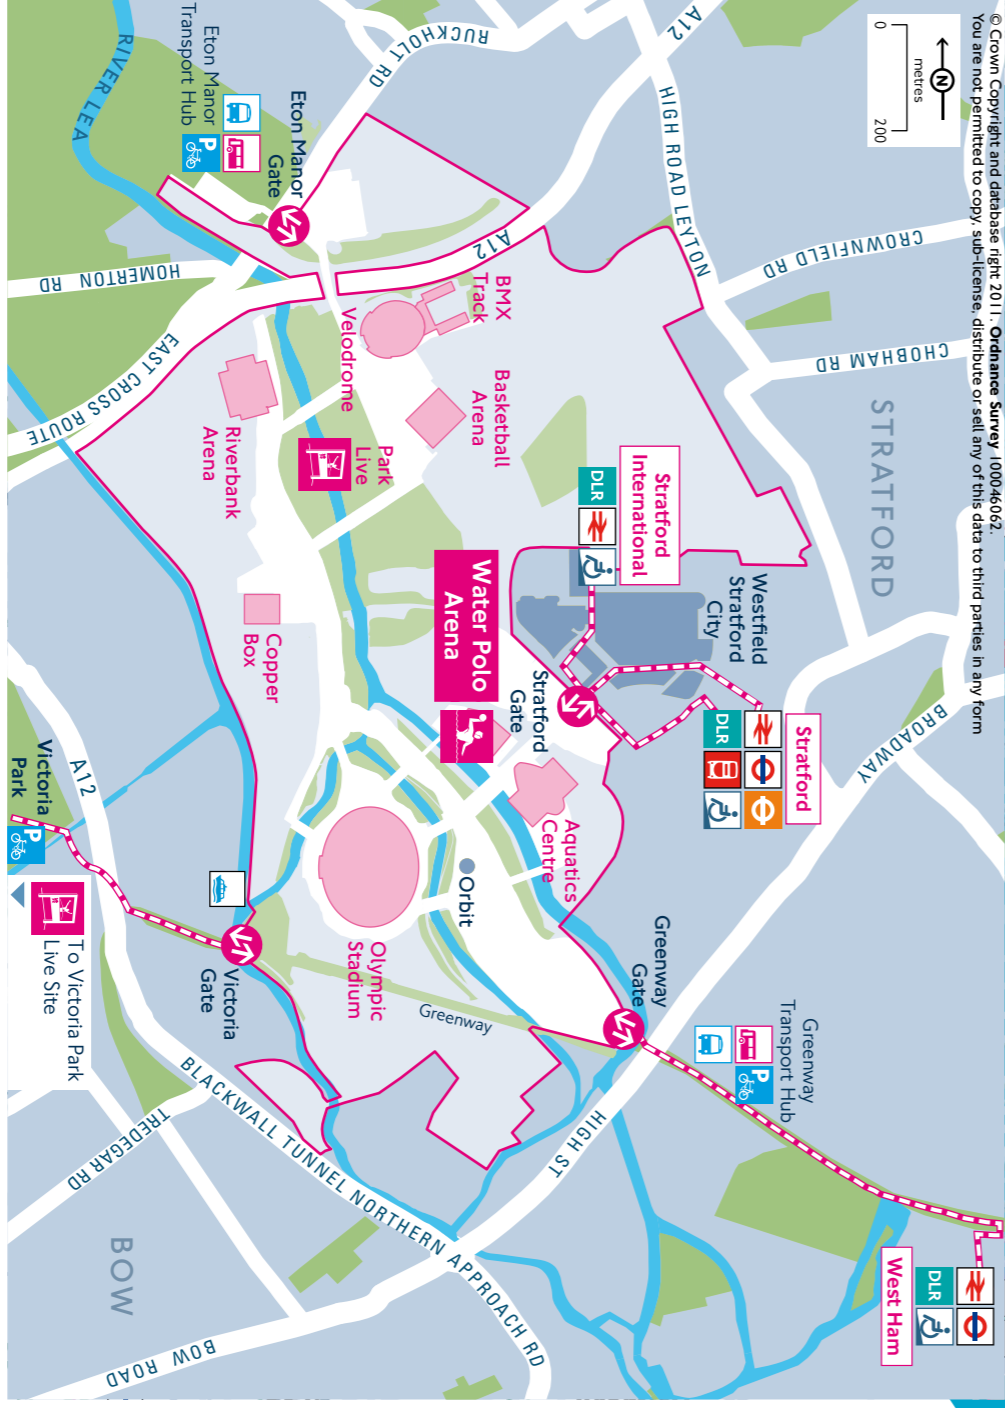 © Crown Copyright and database right 2011. Ordnance Survey 100046062.
You are not permitted to copy, sub-license, distribute or sell any of this data to third parties in any form
N
0
metres
200
A12
RUCKHOLT RD
HIGH ROAD LEYTON
CROWNFIELD RD
CHOBHAM RD
STRATFORD
RIVER LEA
Eton Manor
Transport Hub
P
Eton Manor
Gate
A12
HOMERTON RD
EAST CROSS ROUTE
BMX
Track
Velodrome
Basketball
Arena
Riverbank
Arena
Park
Live
Stratford
International
DLR
Westfield
Stratford
City
Stratford
DLR
BROADWAY
Water Polo
Arena
Stratford
Gate
Copper
Box
Aquatics
Centre
Orbit
Olympic
Stadium
Greenway
Greenway
Gate
Greenway
Transport Hub
P
Victoria
Gate
Victoria
Park
P
A12
To Victoria Park
Live Site
HIGH ST
BLACKWALL TUNNEL NORTHERN APPROACH RD
TREDEGAR RD
BOW
BOW ROAD
West Ham
DLR